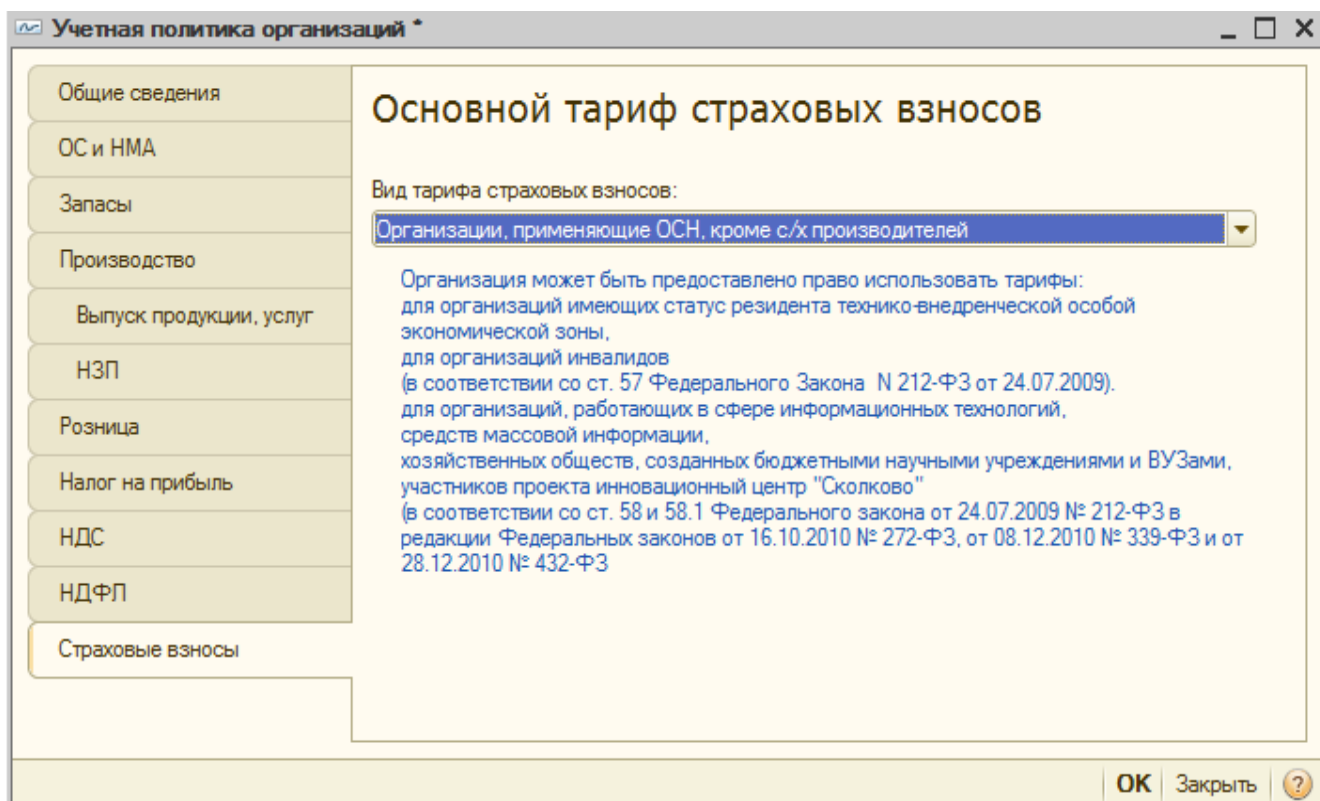 Учетная политика организаций *
Общие сведения
ОС и НМА
Запасы
Производство
Выпуск продукции, услуг
НЗП
Розница
Налог на прибыль
НДС
НДФЛ
Страховые взносы
Основной тариф страховых взносов
Вид тарифа страховых взносов:
Организации, применяющие ОСН, кроме с/х производителей
Организация может быть предоставлено право использовать тарифы:
для организаций имеющих статус резидента технико-внедренческой особой
экономической зоны,
для организаций инвалидов
(в соответствии со ст. 57 Федерального Закона N 212-ФЗ от 24.07.2009).
для организаций, работающих в сфере информационных технологий,
средств массовой информации,
хозяйственных обществ, созданных бюджетными научными учреждениями и ВУЗами,
участников проекта инновационный центр "Сколково"
(в соответствии со ст. 58 и 58.1 Федерального закона от 24.07.2009 № 212-ФЗ в
редакции Федеральных законов от 16.10.2010 № 272-ФЗ, от 08.12.2010 № 339-ФЗ и от
28.12.2010 № 432-ФЗ
OK Закрыть ?